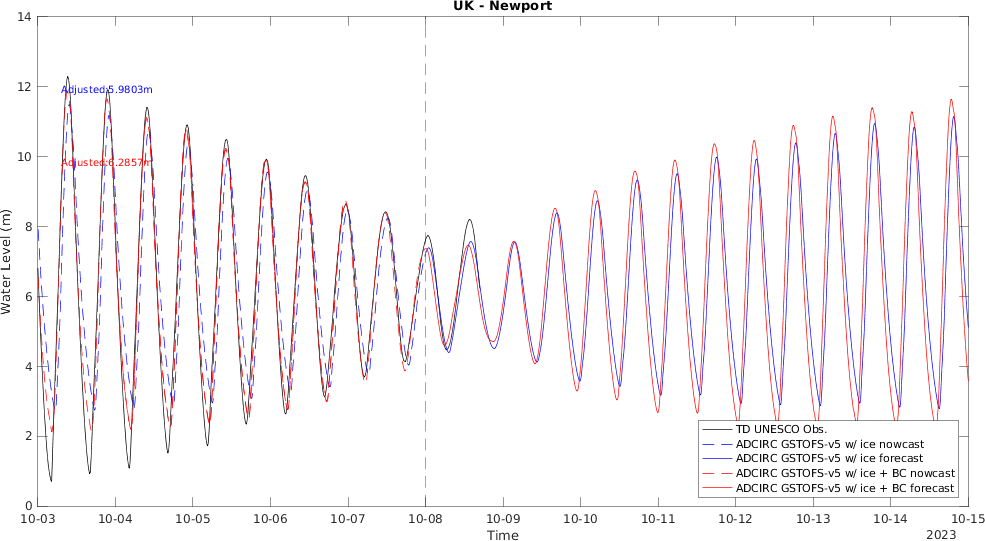 UK - Newport
Water Level (m)
14
12
10
8
6
4
2
0
Adjusted:5.9803m
Adjusted:6.2857m
TD UNESCO Obs.
ADCIRC GSTOFS-v5 w/ ice nowcast
ADCIRC GSTOFS-v5 w/ ice forecast
ADCIRC GSTOFS-v5 w/ ice + BC nowcast
ADCIRC GSTOFS-v5 w/ ice + BC forecast
10-03 10-04 10-05 10-06 10-07 10-08 10-09 10-10 10-11 10-12 10-13 10-14 10-15
Time
2023